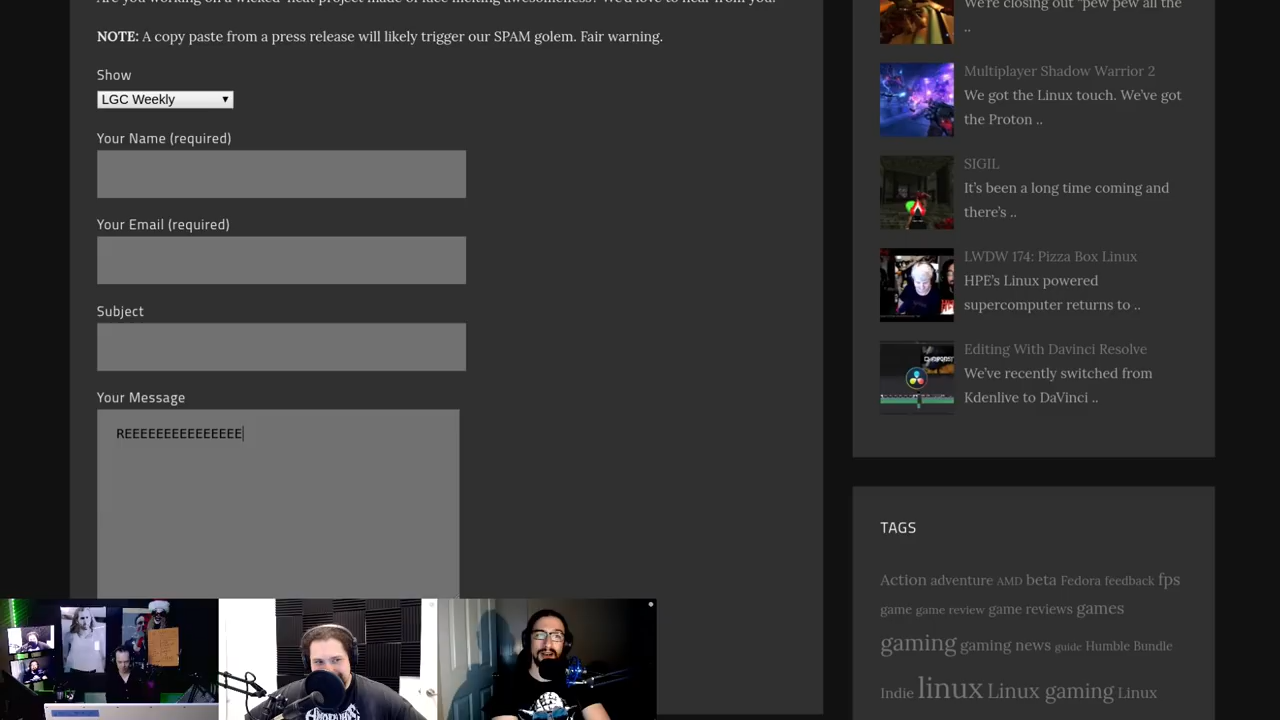 NOTE: A copy paste from a press release will likely trigger our SPAM golem. Fair warning.
Show
LGC Weekly
Your Name (required)
Your Email (required)
Subject
Your Message
REEEEEEEEEEEEEEE
We're closing out "pew pew all the
..
Multiplayer Shadow Warrior 2
We got the Linux touch. We've got
the Proton ..
SIGIL
It's been a long time coming and
there's ..
LWDW 174: Pizza Box Linux
HPE's Linux powered
supercomputer returns to ..
Editing With Davinci Resolve
We've recently switched from
Kdenlive to DaVinci ..
TAGS
Action adventure AMD beta Fedora feedback fps
game game review game reviews games
gaming gaming news guide Humble Bundle
Indie linux Linux gaming Linux